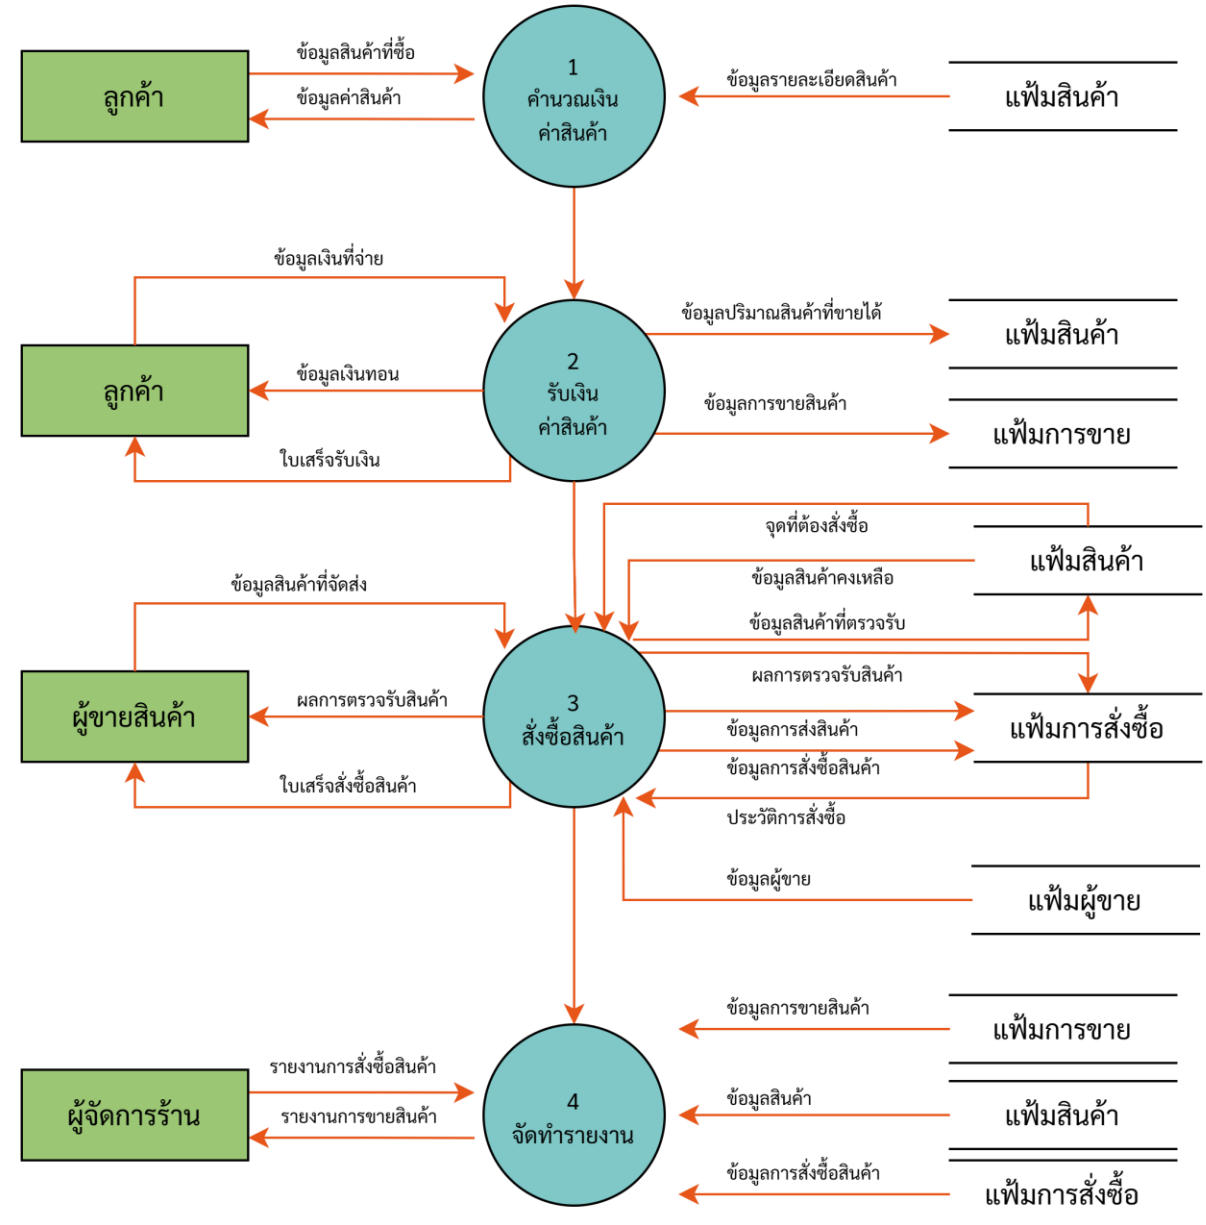 ข้อมูลสินค้าที่ซื้อ
ลูกค้า
ข้อมูลค่าสินค้า
1
คำนวณเงิน
ค่าสินค้า
ข้อมูลรายละเอียดสินค้า
แฟ้มสินค้า
ข้อมูลเงินที่จ่าย
ลูกค้า
ข้อมูลเงินทอน
ใบเสร็จรับเงิน
2
รับเงิน
ค่าสินค้า
ข้อมูลปริมาณสินค้าที่ขายได้
แฟ้มสินค้า
ข้อมูลการขายสินค้า
แฟ้มการขาย
จุดที่ต้องสั่งซื้อ
แฟ้มสินค้า
ข้อมูลสินค้าคงเหลือ
ข้อมูลสินค้าที่ตรวจรับ
ข้อมูลสินค้าที่จัดส่ง
ผู้ขายสินค้า
ผลการตรวจรับสินค้า
ใบเสร็จสั่งซื้อสินค้า
3
สั่งซื้อสินค้า
ผลการตรวจรับสินค้า
ข้อมูลการส่งสินค้า
แฟ้มการสั่งซื้อ
ข้อมูลการสั่งซื้อสินค้า
ประวัติการสั่งซื้อ
ข้อมูลผู้ขาย
แฟ้มผู้ขาย
รายงานการสั่งซื้อสินค้า
ผู้จัดการร้าน
รายงานการขายสินค้า
4
จัดทำรายงาน
ข้อมูลการขายสินค้า
แฟ้มการขาย
ข้อมูลสินค้า
แฟ้มสินค้า
ข้อมูลการสั่งซื้อสินค้า
แฟ้มการสั่งซื้อ